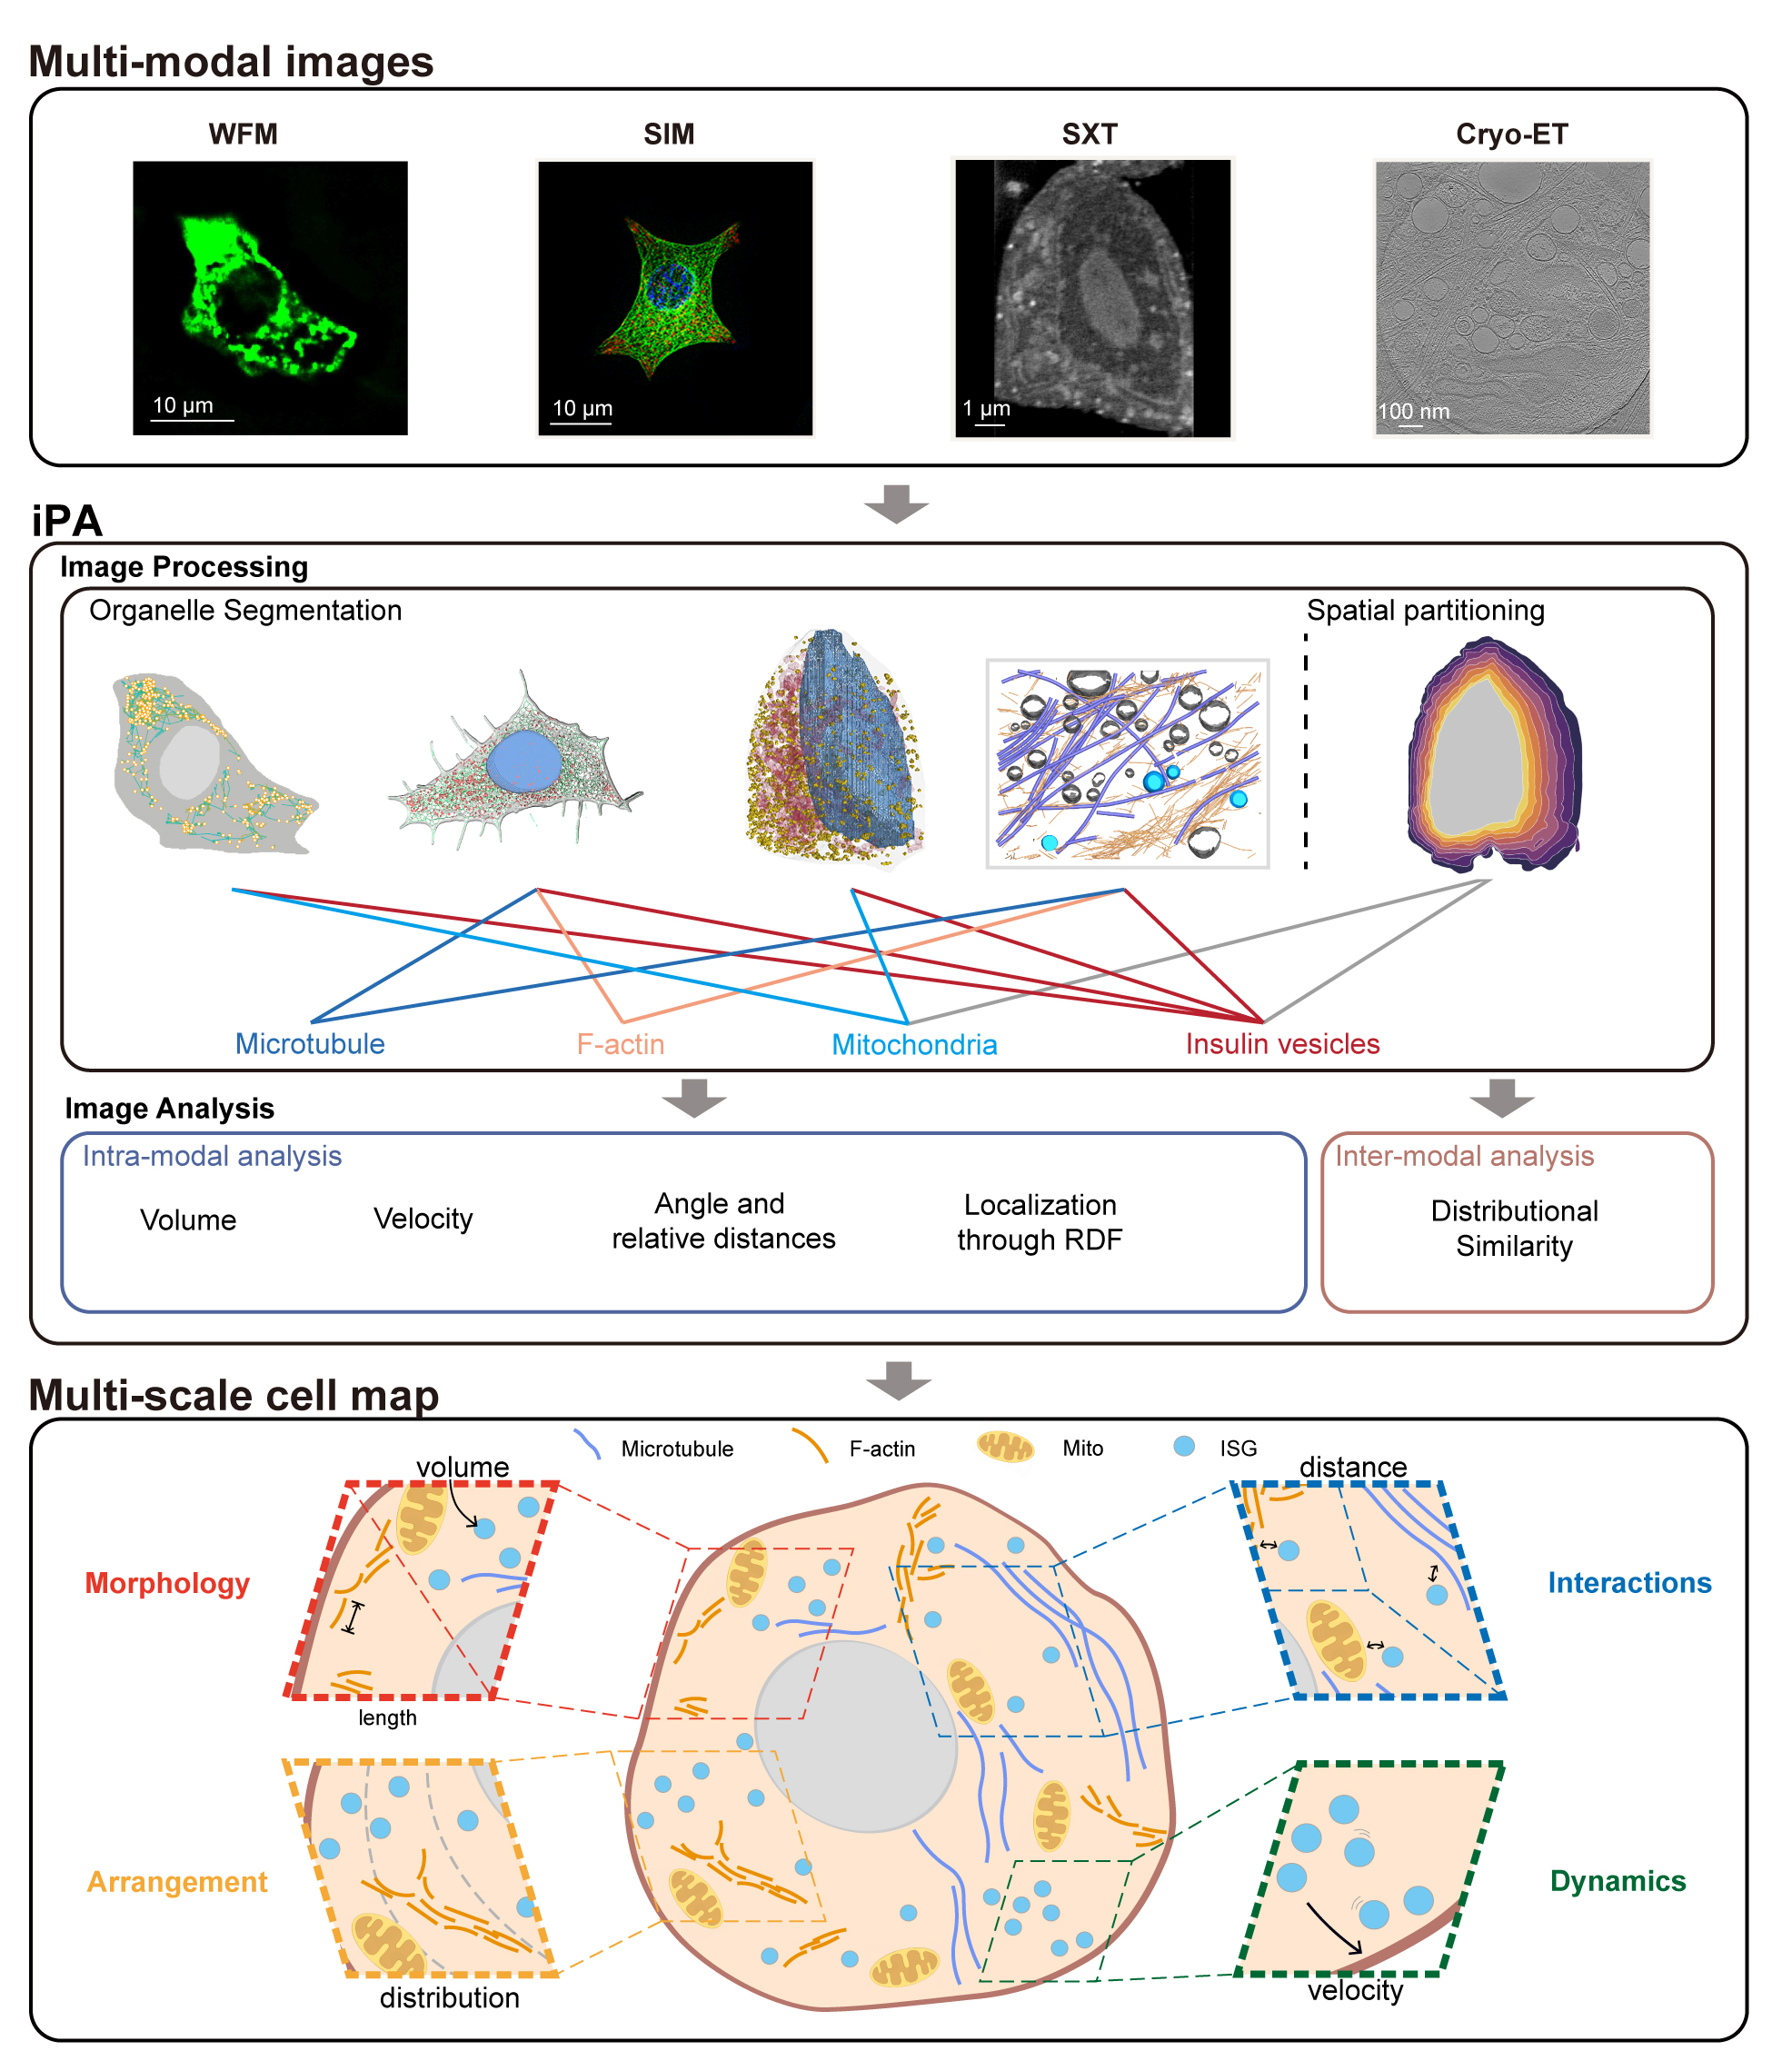 Multi-modal images
WFM
SIM
SXT
Cryo-ET
10 μm
10 μm
1 μm
100 nm
iPA
Image Processing
Organelle Segmentation
Spatial partitioning
Microtubule
F-actin
Mitochondria
Insulin vesicles
Image Analysis
Intra-modal analysis
Volume
Velocity
Angle and
relative distances
Localization
through RDF
Inter-modal analysis
Distributional
Similarity
Multi-scale cell map
Microtubule
F-actin
Mito
ISG
volume
distance
Morphology
Interactions
length
Arrangement
Dynamics
distribution
velocity